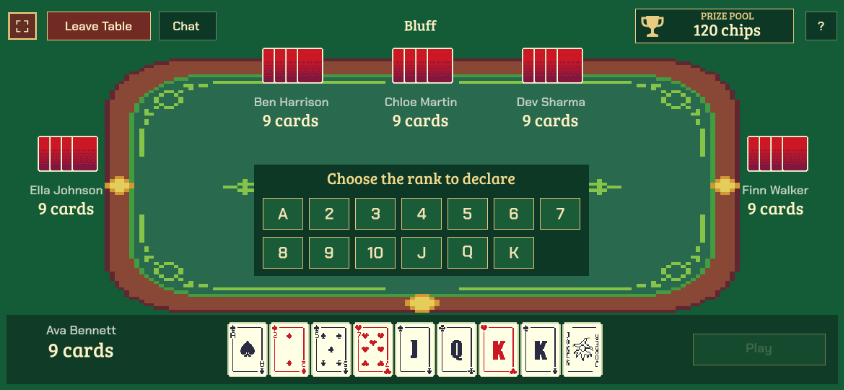 Leave Table
Chat
Bluff
PRIZE POOL
120 chips
?
Ben Harrison
9 cards
Chloe Martin
9 cards
Dev Sharma
9 cards
Ella Johnson
9 cards
Finn Walker
9 cards
Choose the rank to declare
A 2 3 4 5 6 7
8 9 10 J Q K
Ava Bennett
9 cards
J Q K K
Play